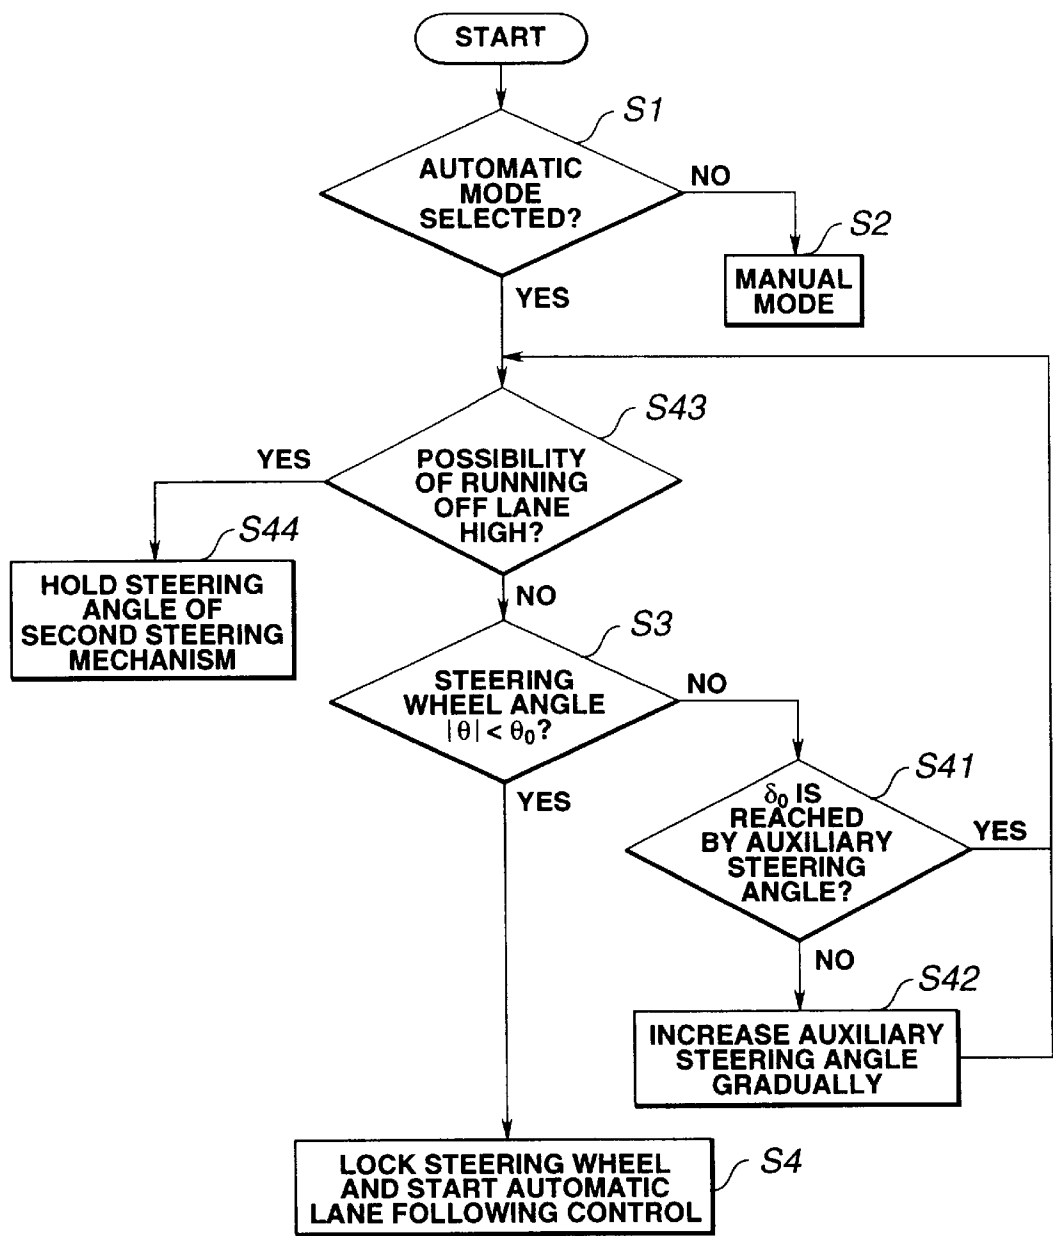 START
S1
AUTOMATIC
MODE
SELECTED?
NO
S2
MANUAL
MODE
YES
S43
YES
POSSIBILITY
OF RUNNING
OFF LANE
HIGH?
S44
HOLD STEERING
ANGLE OF
SECOND STEERING
MECHANISM
NO
S3
STEERING
WHEEL ANGLE
|θ| < θ₀?
NO
YES
S41
δ₀ IS
REACHED
BY AUXILIARY
STEERING
ANGLE?
YES
NO
S42
INCREASE AUXILIARY
STEERING ANGLE
GRADUALLY
S4
LOCK STEERING WHEEL
AND START AUTOMATIC
LANE FOLLOWING CONTROL